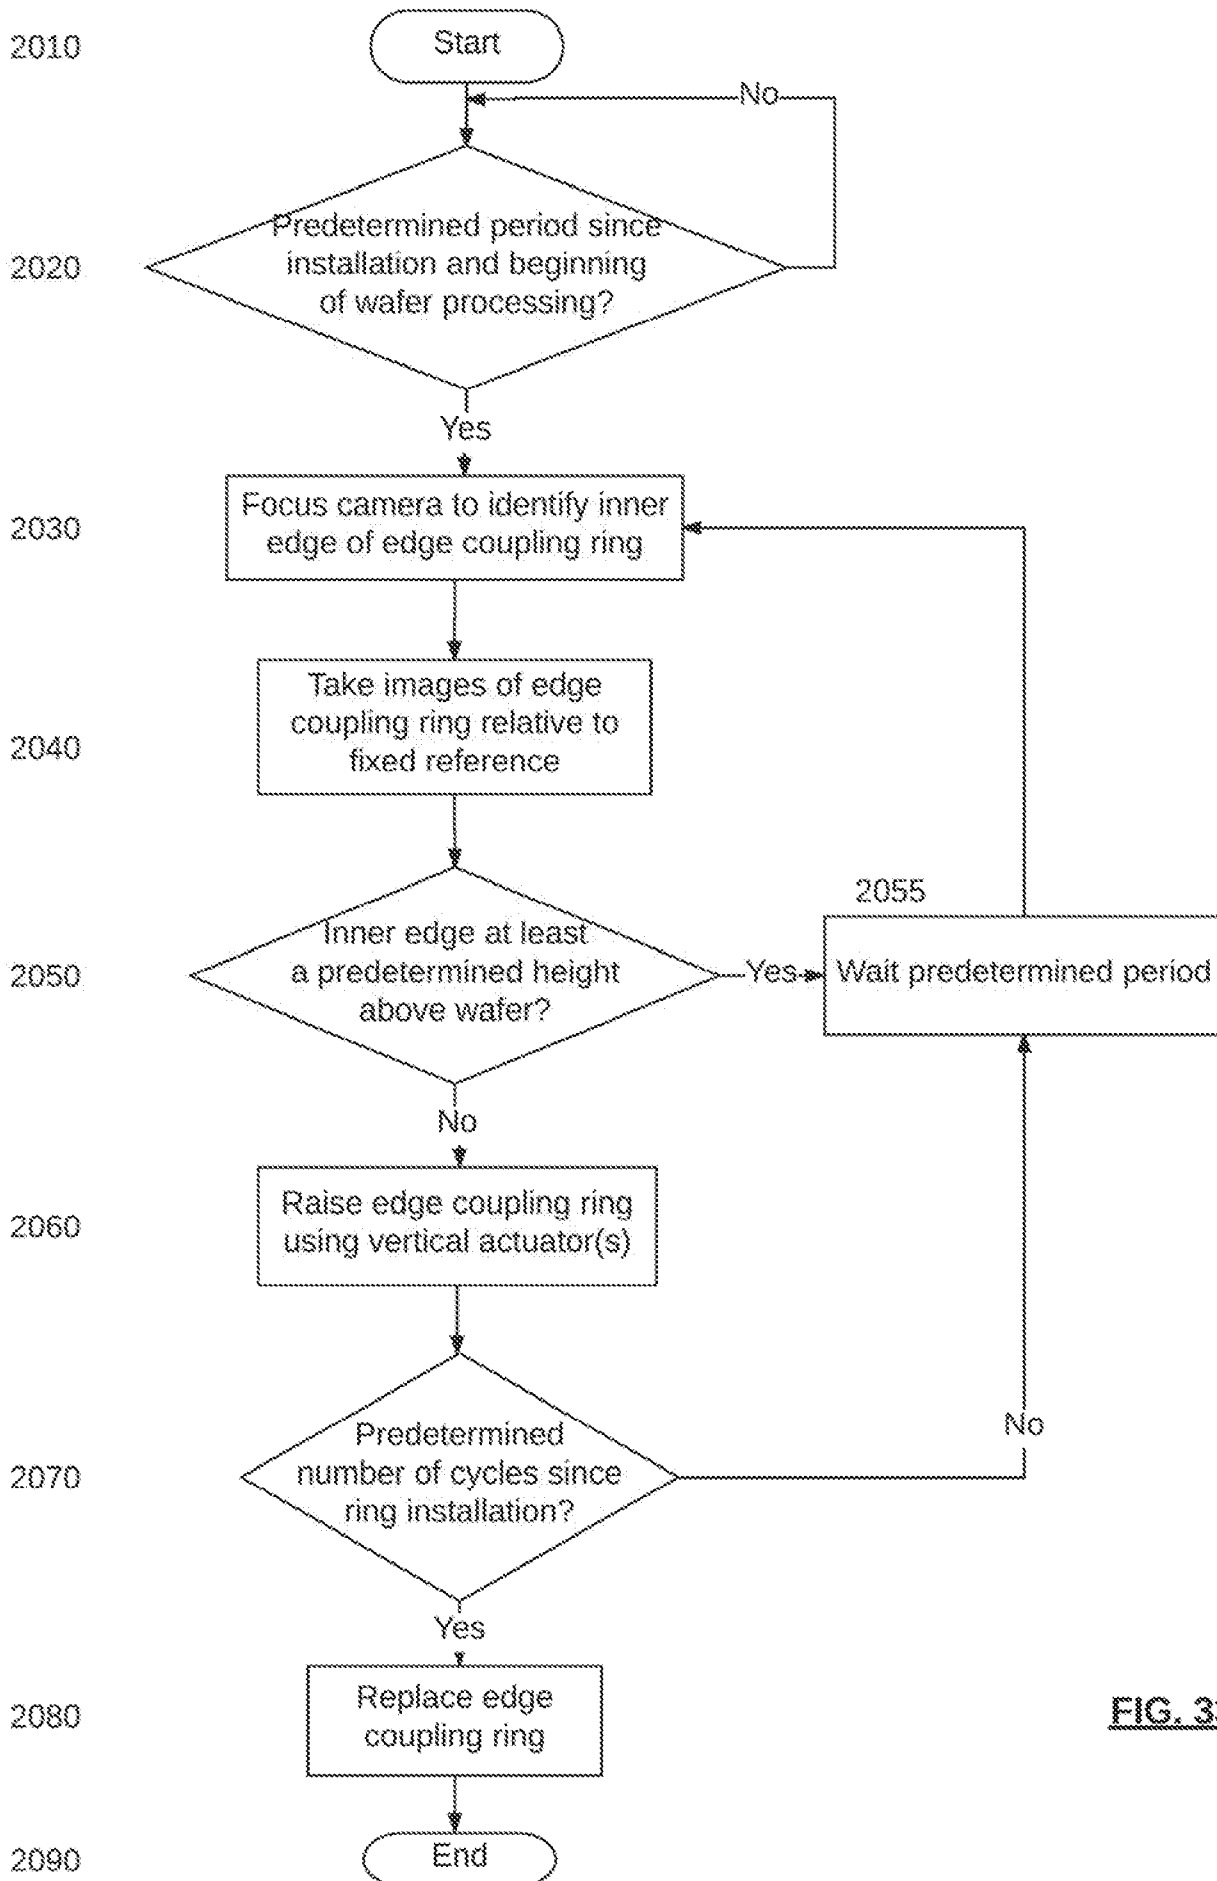 2010
Start
No
2020
Predetermined period since
installation and beginning
of wafer processing?
Yes
2030
Focus camera to identify inner
edge of edge coupling ring
2040
Take images of edge
coupling ring relative to
fixed reference
2050
Inner edge at least
a predetermined height
above wafer?
Yes
2055
Wait predetermined period
No
2060
Raise edge coupling ring
using vertical actuator(s)
2070
Predetermined
number of cycles since
ring installation?
No
Yes
2080
Replace edge
coupling ring
FIG.
2090
End